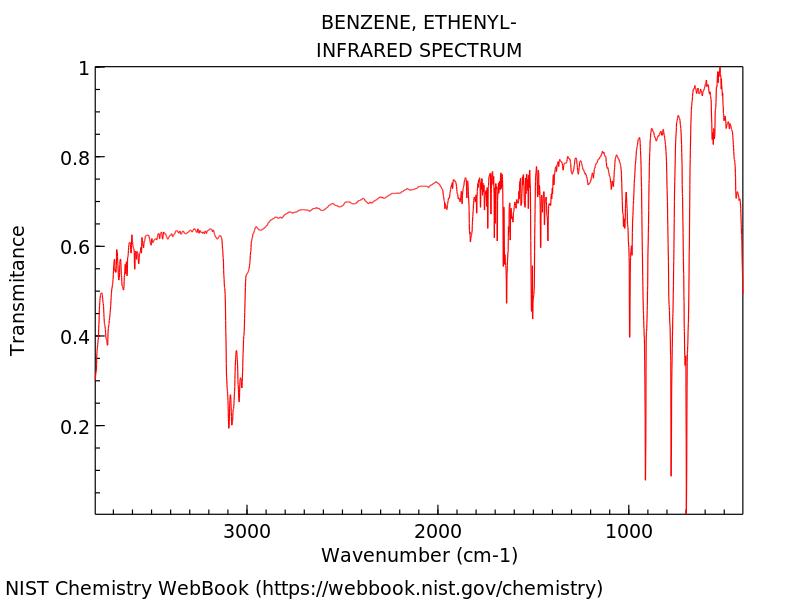 BENZENE, ETHENYL-
INFRARED SPECTRUM
1
0.8
0.6
0.4
0.2
Transmitance
3000 2000 1000
Wavenumber (cm-1)
NIST Chemistry WebBook (https://webbook.nist.gov/chemistry)